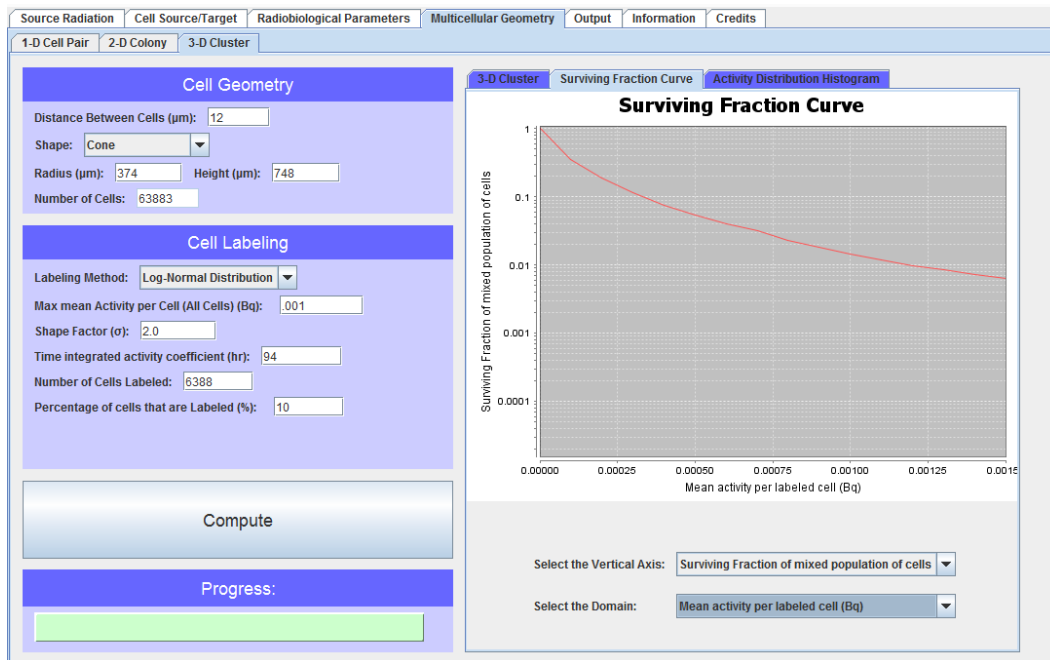 Source Radiation Cell Source/Target Radiobiological Parameters Multicellular Geometry Output Information Credits
1-D Cell Pair 2-D Colony 3-D Cluster
Cell Geometry
Distance Between Cells (µm): 12
Shape: Cone
Radius (µm): 374 Height (µm): 748
Number of Cells: 63883
Cell Labeling
Labeling Method: Log-Normal Distribution
Max mean Activity per Cell (All Cells) (Bq): .001
Shape Factor (σ): 2.0
Time integrated activity coefficient (hr): 94
Number of Cells Labeled: 6388
Percentage of cells that are Labeled (%): 10
Compute
Progress:
3-D Cluster Surviving Fraction Curve Activity Distribution Histogram
Surviving Fraction Curve
Surviving Fraction of mixed population of cells
1
0.1
0.01
0.001
0.0001
0.00000 0.00025 0.00050 0.00075 0.00100 0.00125 0.0015
Mean activity per labeled cell (Bq)
Select the Vertical Axis: Surviving Fraction of mixed population of cells
Select the Domain: Mean activity per labeled cell (Bq)